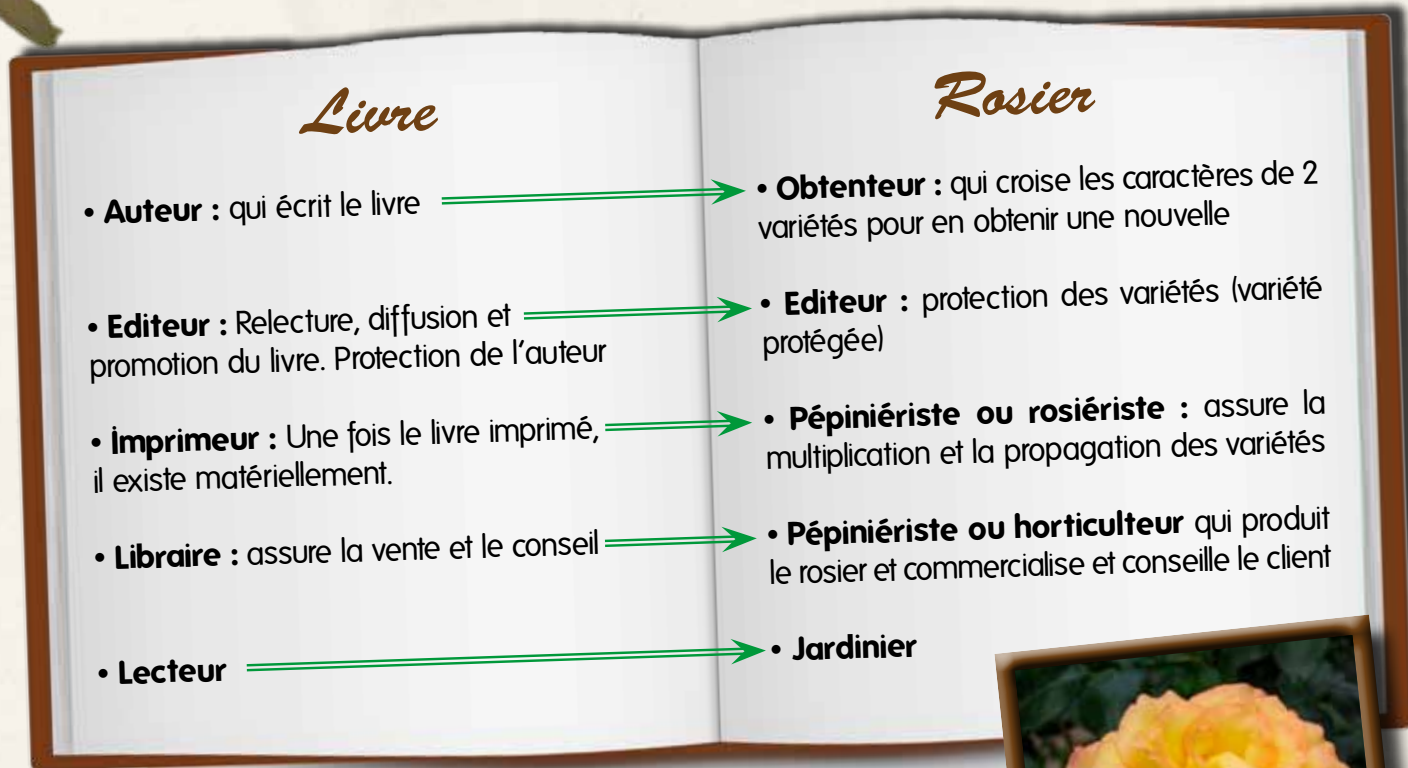 Livre
• Auteur : qui écrit le livre
• Editeur : Relecture, diffusion et
promotion du livre. Protection de l'auteur
• Imprimeur : Une fois le livre imprimé,
il existe matériellement.
• Libraire : assure la vente et le conseil
• Lecteur
Rosier
• Obtenteur : qui croise les caractères de 2
variétés pour en obtenir une nouvelle
• Editeur : protection des variétés (variété
protégée)
• Pépiniériste ou rosiériste : assure la
multiplication et la propagation des variétés
• Pépiniériste ou horticulteur qui produit
le rosier et commercialise et conseille le client
• Jardinier